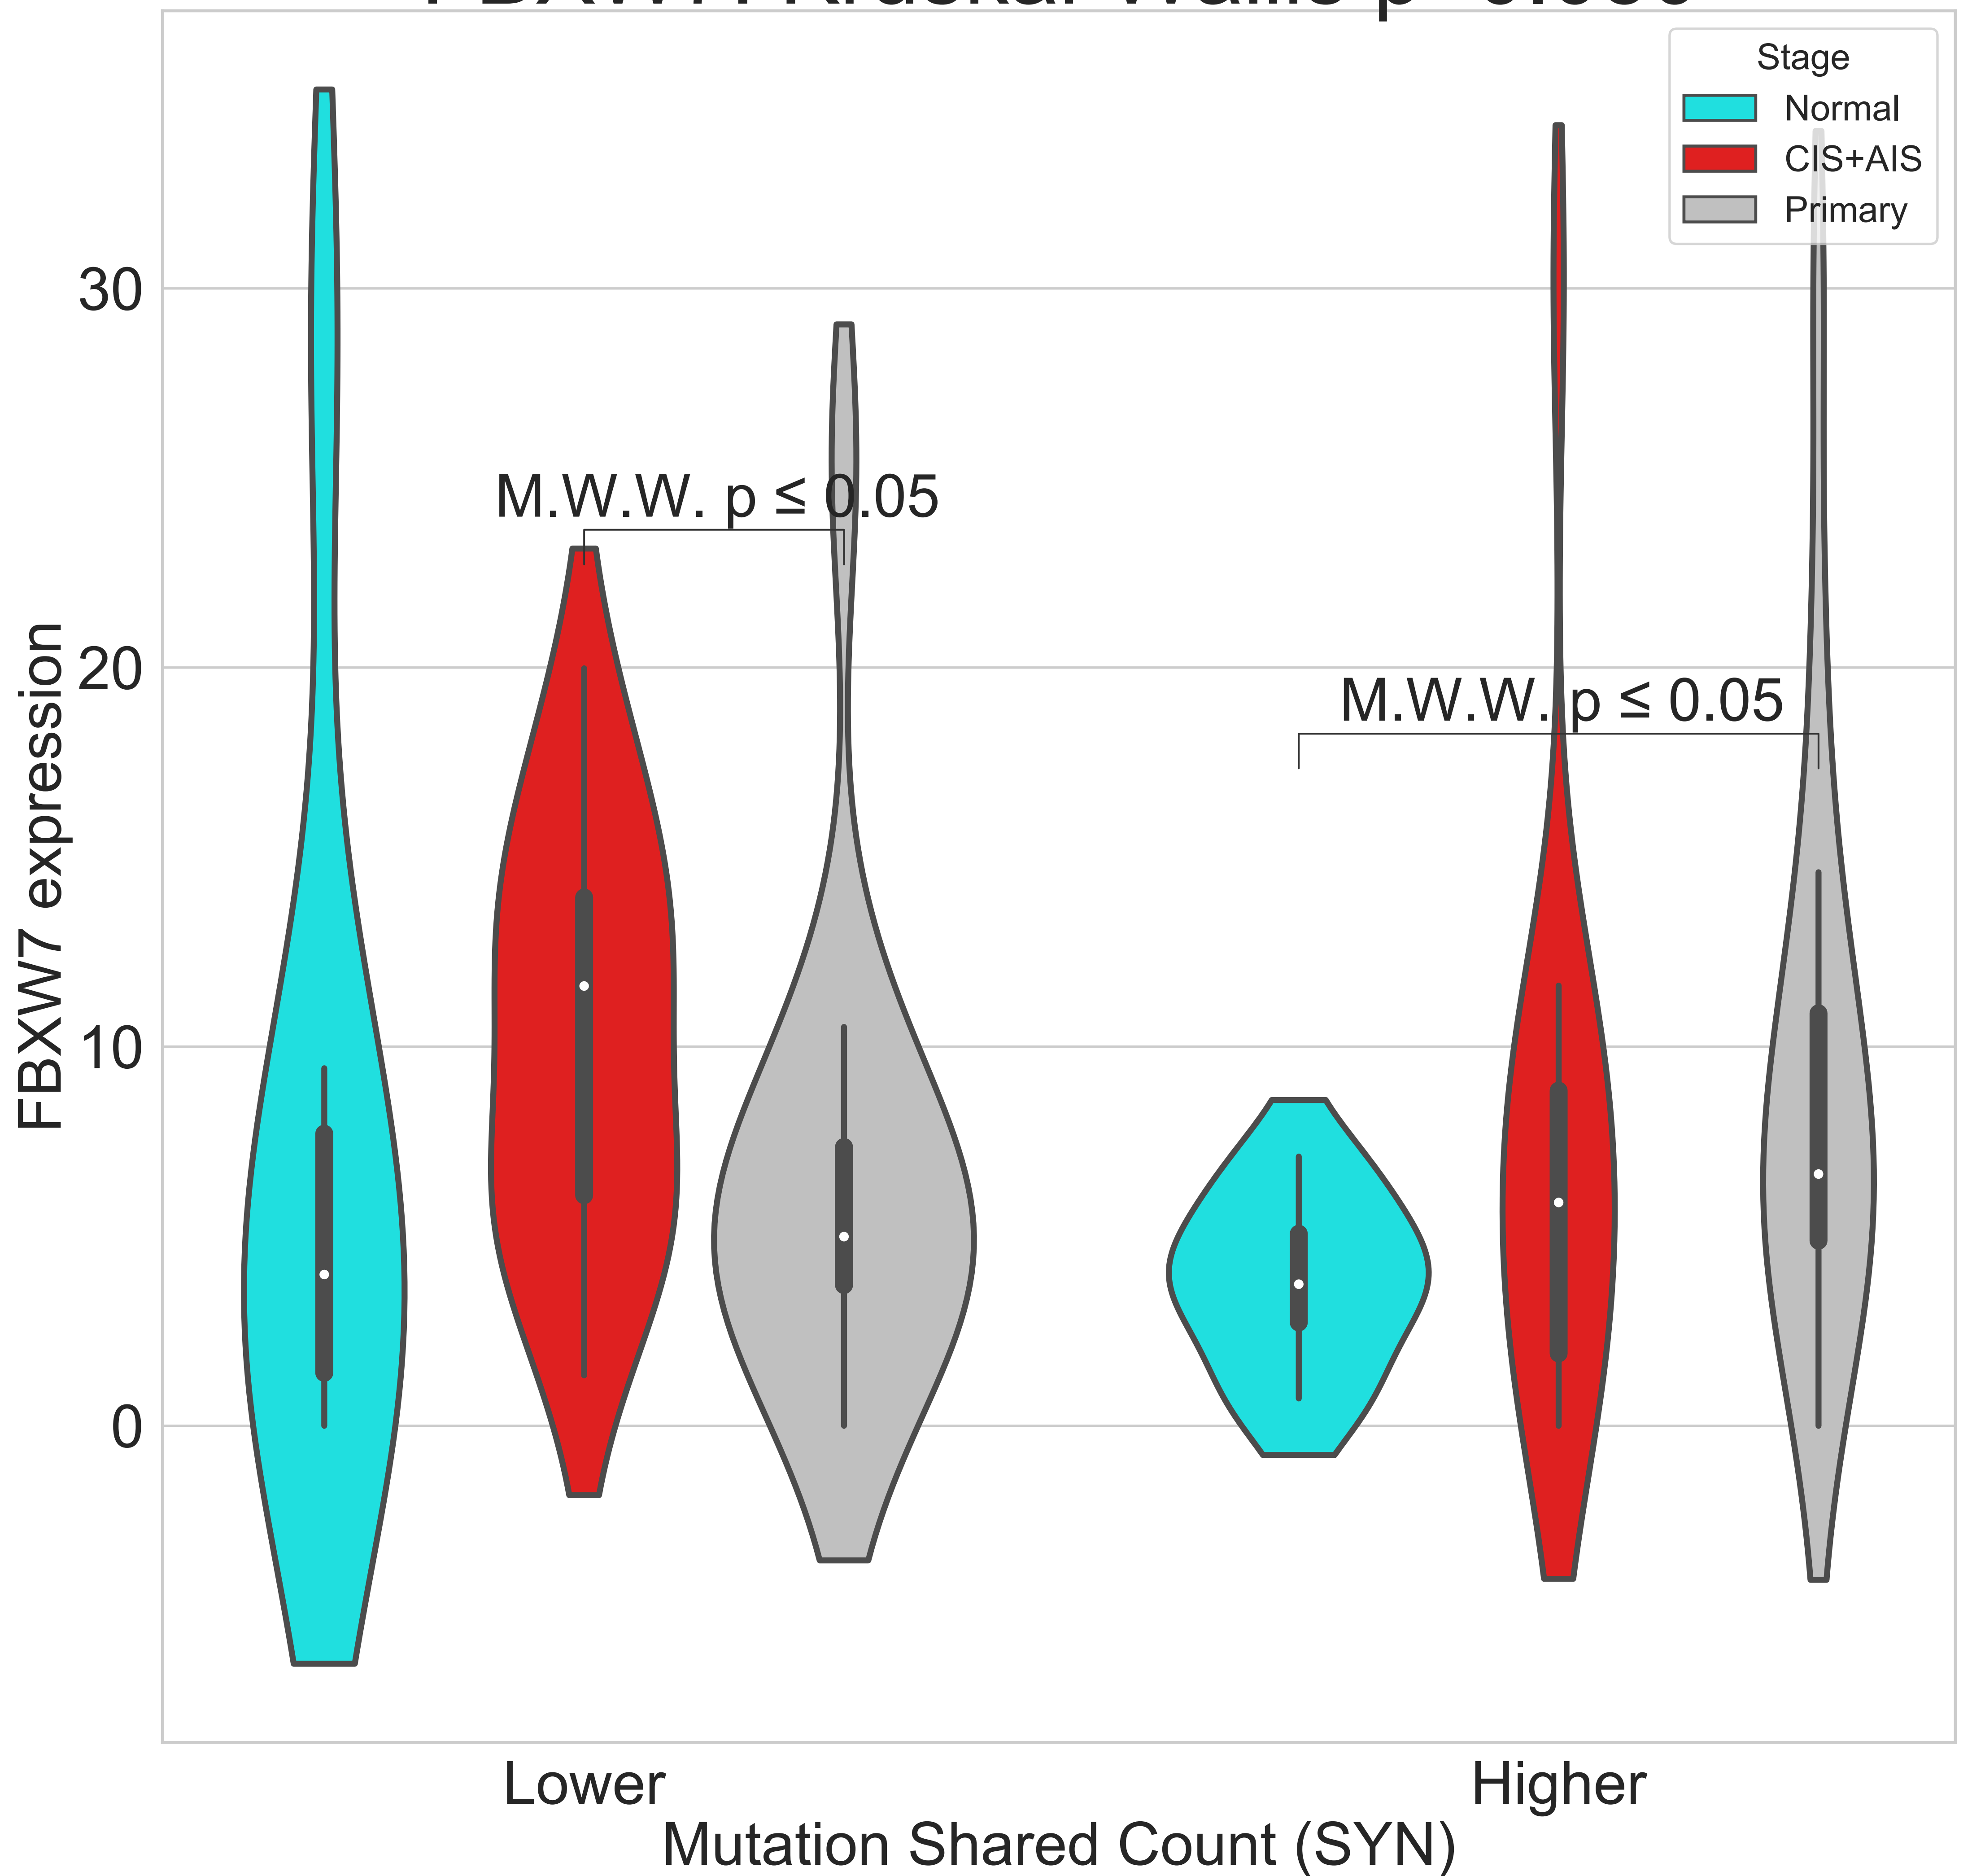 Stage
Normal
CIS+AIS
Primary
30
20
10
0
FBXW7 expression
M.W.W. p ≤ 0.05
M.W.W. p ≤ 0.05
Lower
Higher
Mutation Shared Count (SYN)